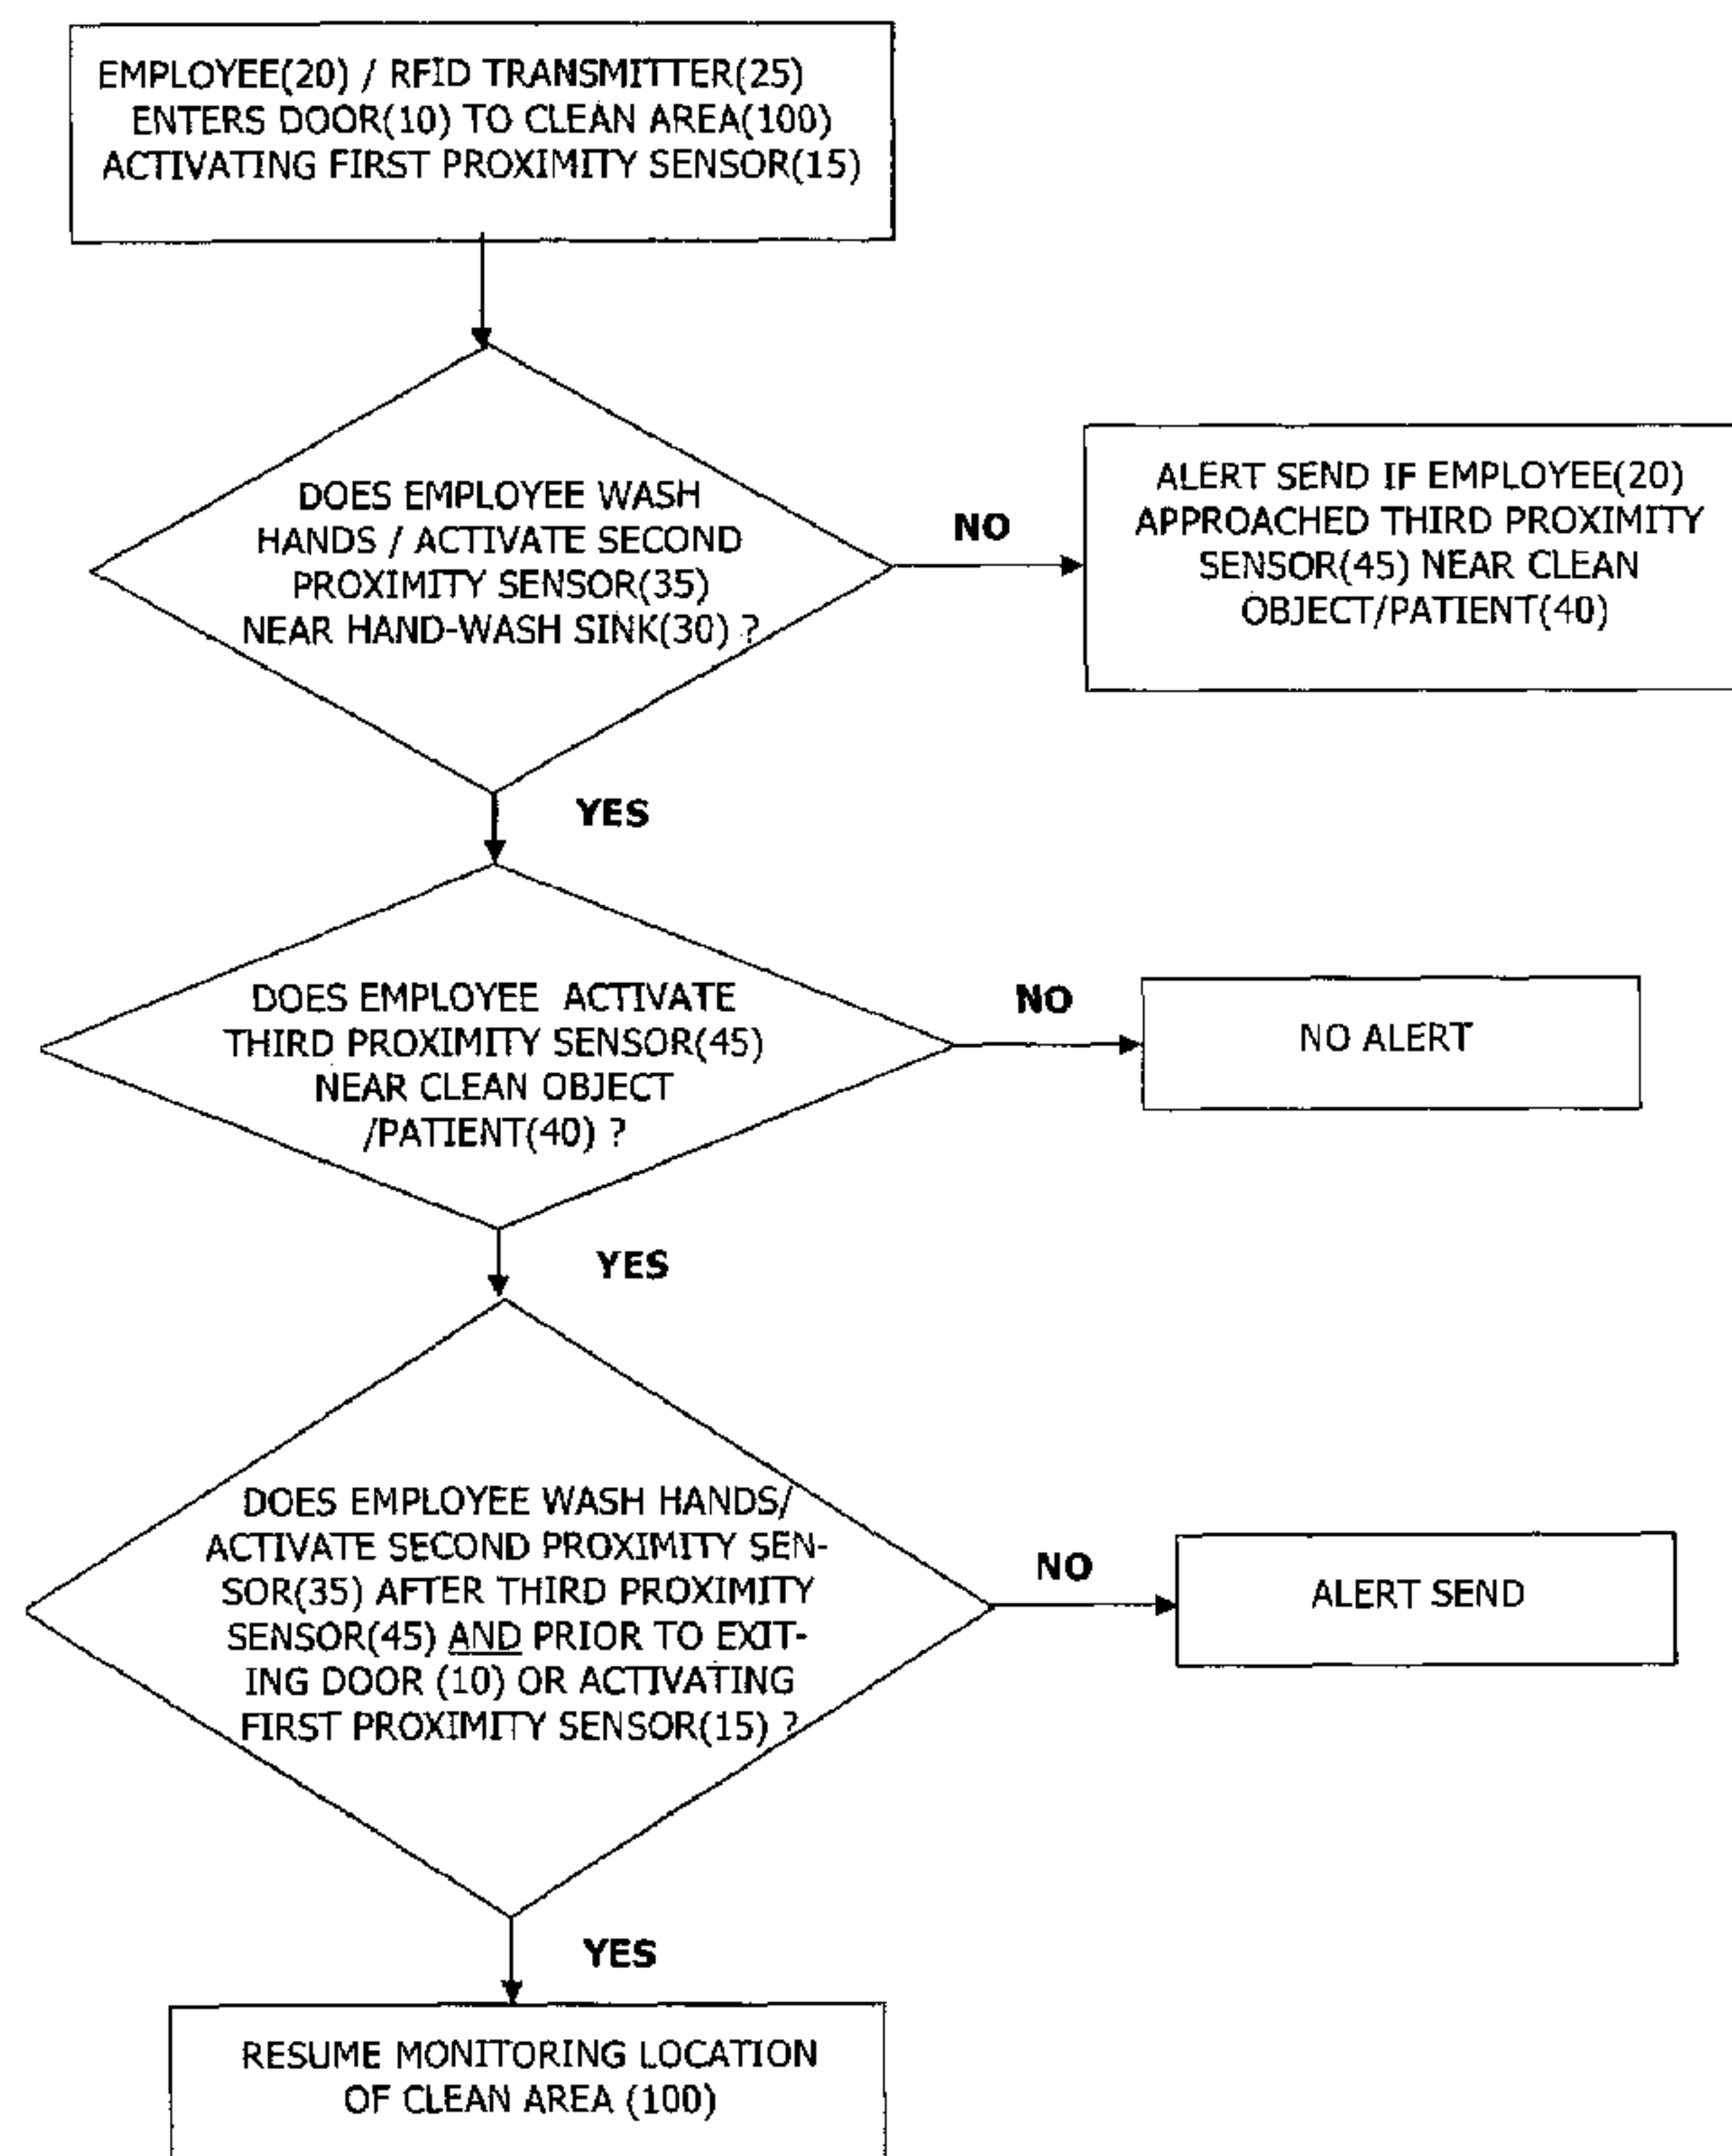 EMPLOYEE(20) / RFID TRANSMITTER(25)
ENTERS DOOR(10) TO CLEAN AREA(100)
ACTIVATING FIRST PROXIMITY SENSOR(15)
DOES EMPLOYEE WASH
HANDS / ACTIVATE SECOND
PROXIMITY SENSOR(35)
NEAR HAND-WASH SINK(30) ?
NO
ALERT SEND IF EMPLOYEE(20)
APPROACHED THIRD PROXIMITY
SENSOR(45) NEAR CLEAN
OBJECT/PATIENT(40)
YES
DOES EMPLOYEE ACTIVATE
THIRD PROXIMITY SENSOR(45)
NEAR CLEAN OBJECT
/PATIENT(40) ?
NO
NO ALERT
YES
DOES EMPLOYEE WASH HANDS/
ACTIVATE SECOND PROXIMITY SEN-
SOR(35) AFTER THIRD PROXIMITY
SENSOR(45) AND PRIOR TO EXIT-
ING DOOR (10) OR ACTIVATING
FIRST PROXIMITY SENSOR(15) ?
NO
ALERT SEND
YES
RESUME MONITORING LOCATION
OF CLEAN AREA (100)